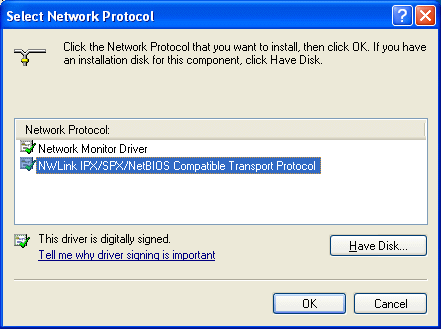 Select Network Protocol
Click the Network Protocol that you want to install, then click OK. If you have
an installation disk for this component, click Have Disk.
Network Protocol:
Network Monitor Driver
NWLink IPX/SPX/NetBIOS Compatible Transport Protocol
This driver is digitally signed.
Tell me why driver signing is important
Have Disk...
OK
Cancel